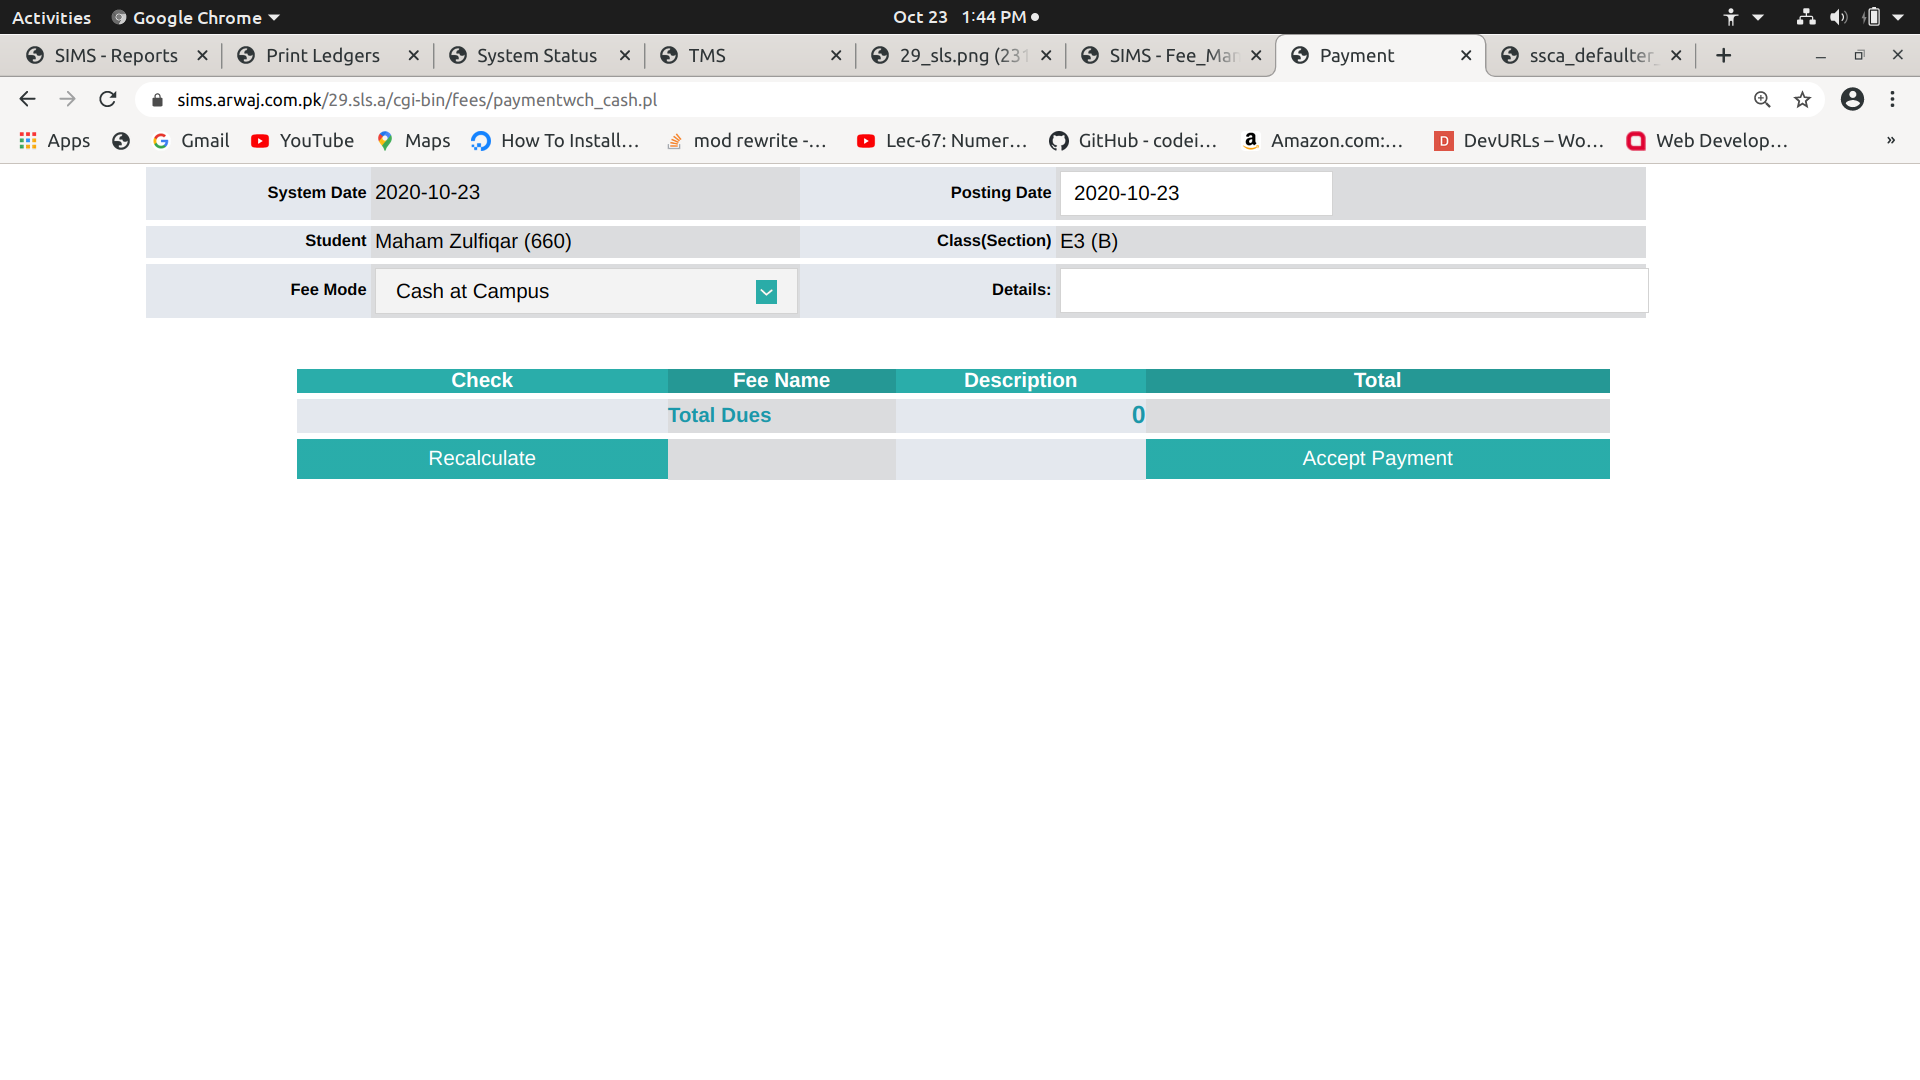 Activities Google Chrome Oct 23 1:44 PM
SIMS - Reports Print Ledgers System Status TMS 29_sls.png (231 SIMS - Fee_Mar Payment ssca_defaulter_
sims.arwaj.com.pk/29.sls.a/cgi-bin/fees/paymentwch_cash.pl
Apps Gmail YouTube Maps How To Install... mod rewrite -... Lec-67: Numer... GitHub - codei... Amazon.com:... DevURLs – Wo... Web Develop... »
System Date 2020-10-23 Posting Date 2020-10-23
Student Maham Zulfiqar (660) Class(Section) E3 (B)
Fee Mode Cash at Campus Details:
Check Fee Name Description Total
Total Dues 0
Recalculate Accept Payment